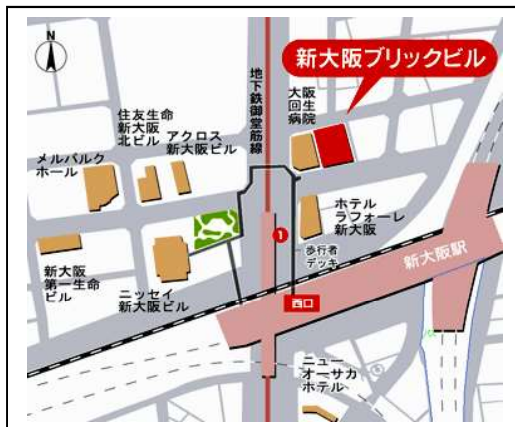 N
新大阪ブリックビル
地下鉄御堂筋線
大阪
回生
病院
住友生命
新大阪
北ビル
アクロス
新大阪ビル
メルパルク
ホール
ホテル
ラフォーレ
新大阪
1
歩行者
デッキ
新大阪駅
新大阪
第一生命
ビル
ニッセイ
新大阪ビル
西口
ニュー
オーサカ
ホテル